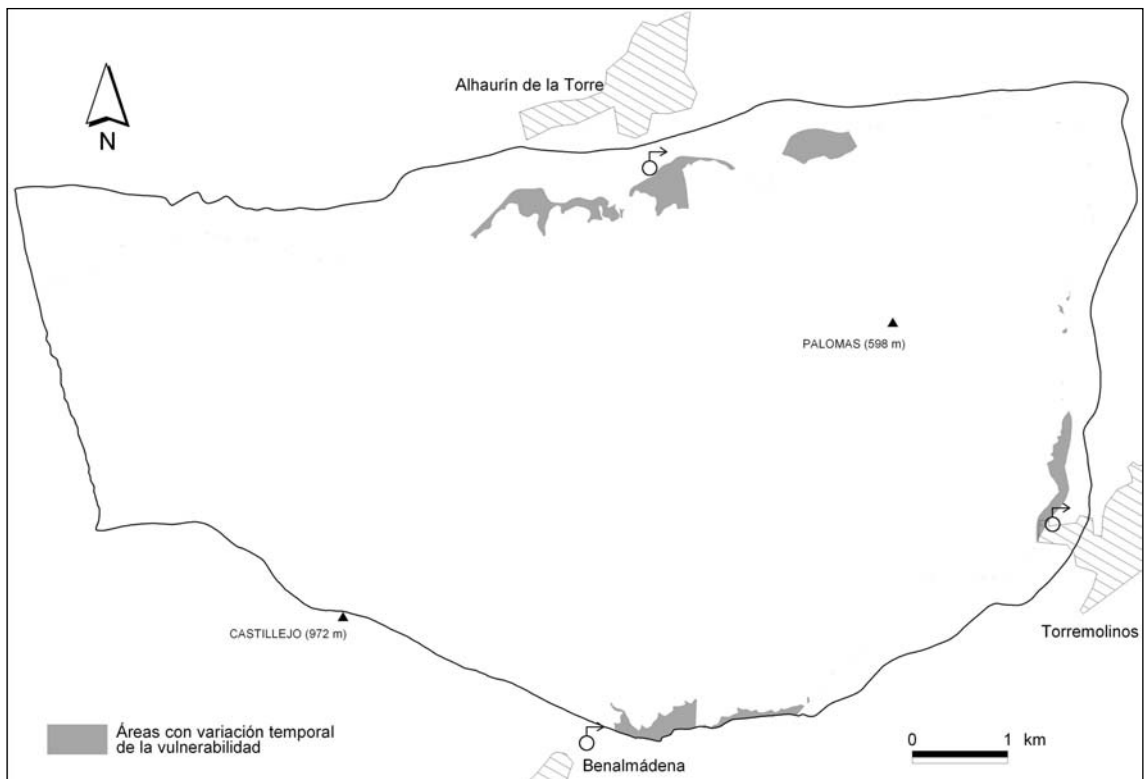 Alhaurín de la Torre
N
PALOMAS (598 m)
CASTILLEJO (972 m)
Torremolinos
Áreas con variación temporal
de la vulnerabilidad
0 1 km
Benalmádena